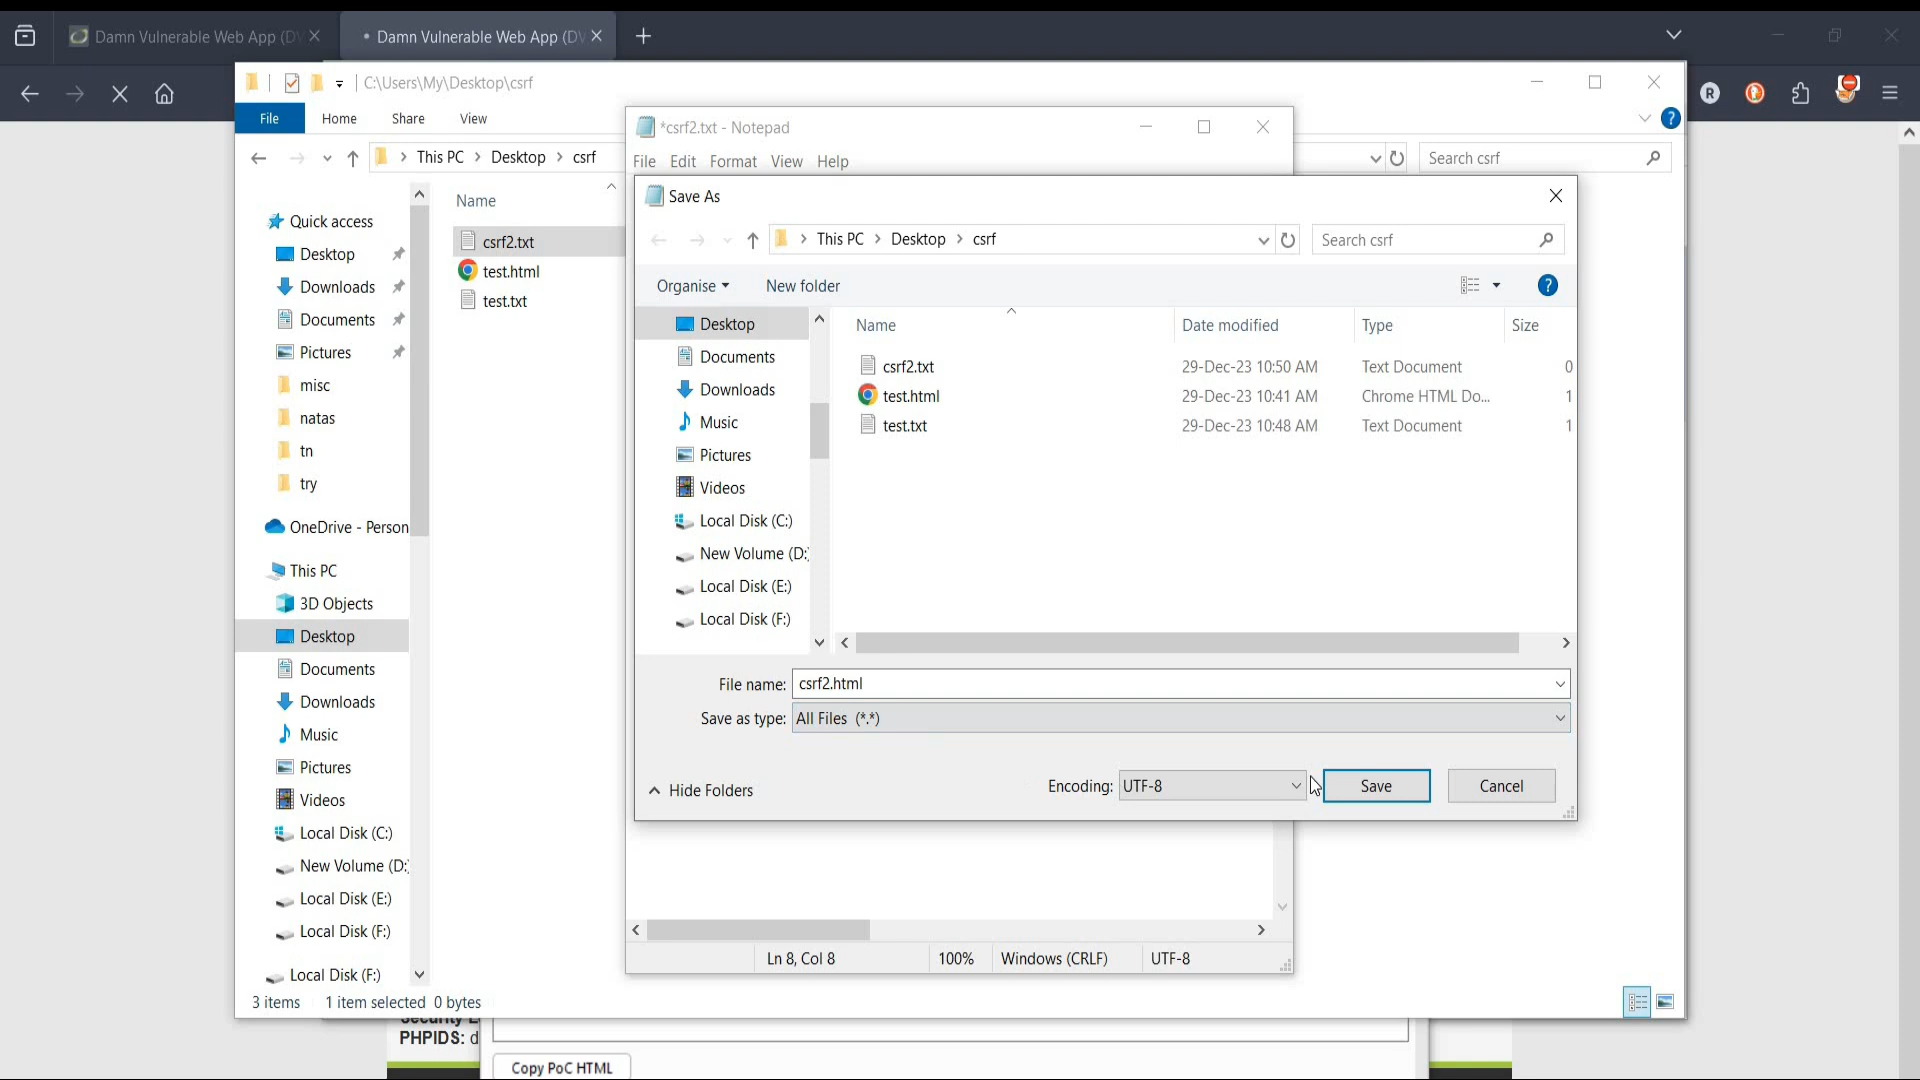 Damn Vulnerable Web App (DV
Damn Vulnerable Web App (DV
C:\Users\My\Desktop\csrf
File
Home
Share
View
This PC
Desktop
csrf
Search csrf
Quick access
Desktop
Downloads
Documents
Pictures
misc
natas
tn
try
OneDrive - Person
This PC
3D Objects
Desktop
Documents
Downloads
Music
Pictures
Videos
Local Disk (C:)
New Volume (D:)
Local Disk (E:)
Local Disk (F:)
Local Disk (F:)
Name
csrf2.txt
test.html
test.txt
3 items
1 item selected 0 bytes
*csrf2.txt - Notepad
File Edit Format View Help
Save As
This PC
Desktop
csrf
Search csrf
Organise
New folder
Desktop
Documents
Downloads
Music
Pictures
Videos
Local Disk (C:)
New Volume (D:)
Local Disk (E:)
Local Disk (F:)
Name Date modified Type Size
csrf2.txt 29-Dec-23 10:50 AM Text Document 0
test.html 29-Dec-23 10:41 AM Chrome HTML Do... 1
test.txt 29-Dec-23 10:48 AM Text Document 1
File name: csrf2.html
Save as type: All Files (*.*)
Hide Folders
Encoding: UTF-8
Save
Cancel
Ln 8, Col 8
100%
Windows (CRLF)
UTF-8
Security
PHPIDS: d
Copy PoC HTML